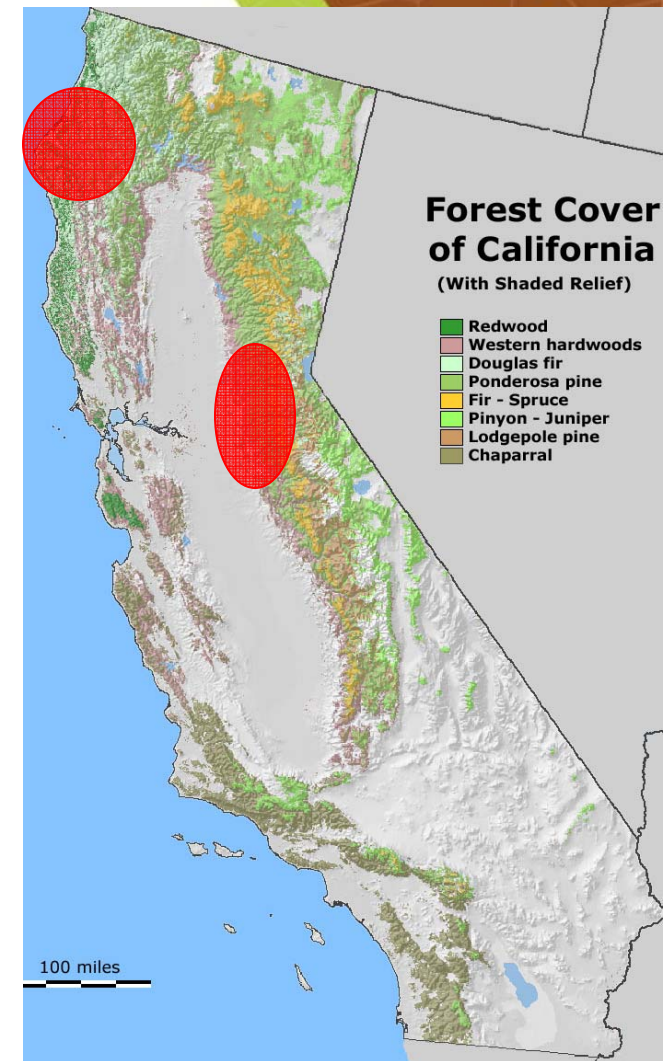 Forest Cover
of California
(With Shaded Relief)
Redwood
Western hardwoods
Douglas fir
Ponderosa pine
Fir - Spruce
Pinyon - Juniper
Lodgepole pine
Chaparral
100 miles